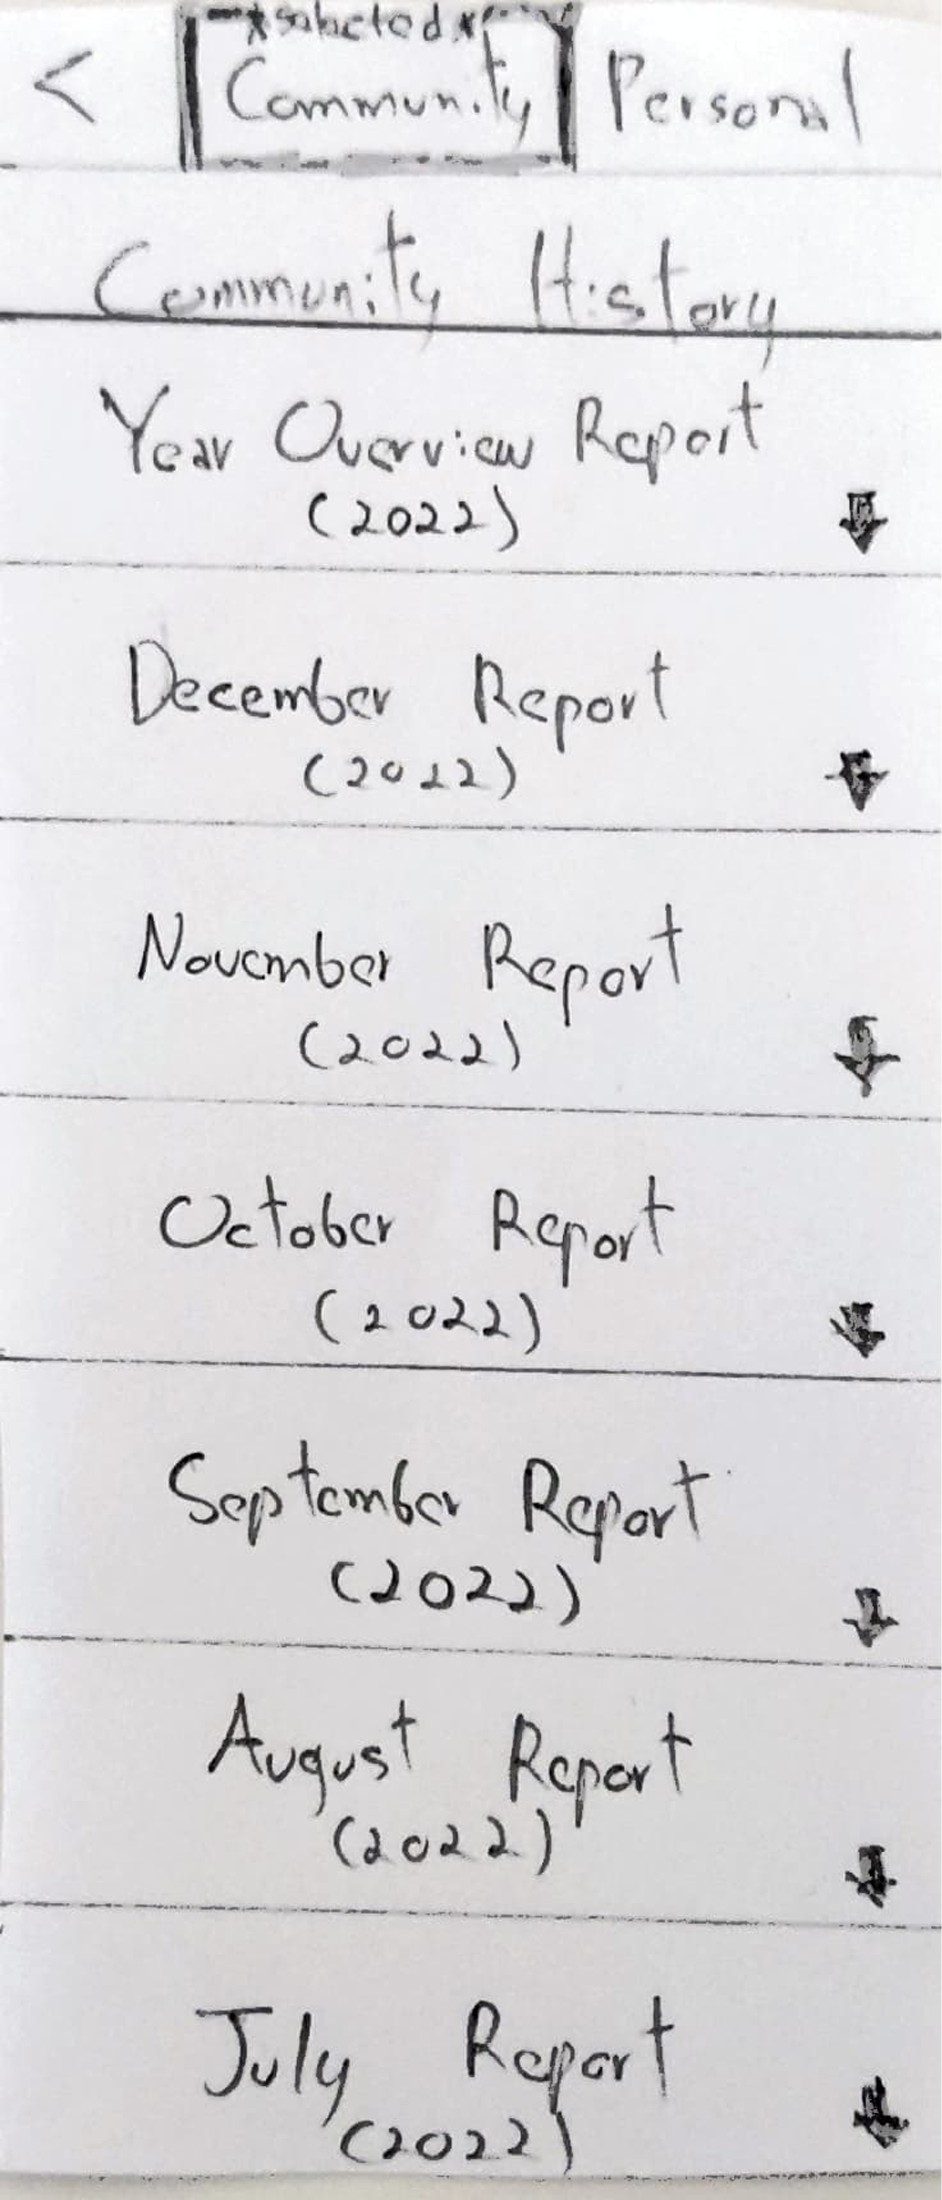 *selected*
< Community Personal
Community History
Year Overview Report
(2022)
December Report
(2022)
November Report
(2022)
October Report
(2022)
September Report
(2022)
August Report
(2022)
July Report
(2022)